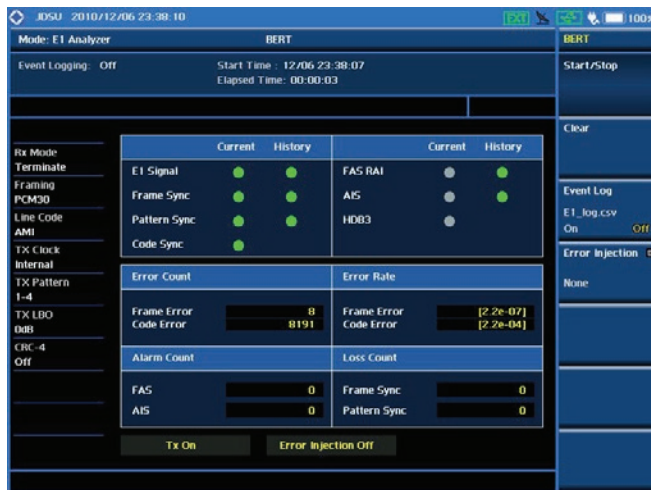 JDSU 2010/12/06 23:38:10
EXT
100%
Mode: E1 Analyzer
BERT
BERT
Event Logging: Off
Start Time : 12/06 23:38:07
Elapsed Time: 00:00:03
Start/Stop
Clear
Event Log
E1_log.csv
On Off
Error Injection
None
Rx Mode
Terminate
Framing
PCM30
Line Code
AMI
TX Clock
Internal
TX Pattern
1-4
TX LBO
0dB
CRC-4
Off
Current History
Current History
E1 Signal
FAS RAI
Frame Sync
AIS
Pattern Sync
HDB3
Code Sync
Error Count
Error Rate
Frame Error 8
Frame Error [2.2e-07]
Code Error 8191
Code Error [2.2e-04]
Alarm Count
Loss Count
FAS 0
Frame Sync 0
AIS 0
Pattern Sync 0
Tx On
Error Injection Off